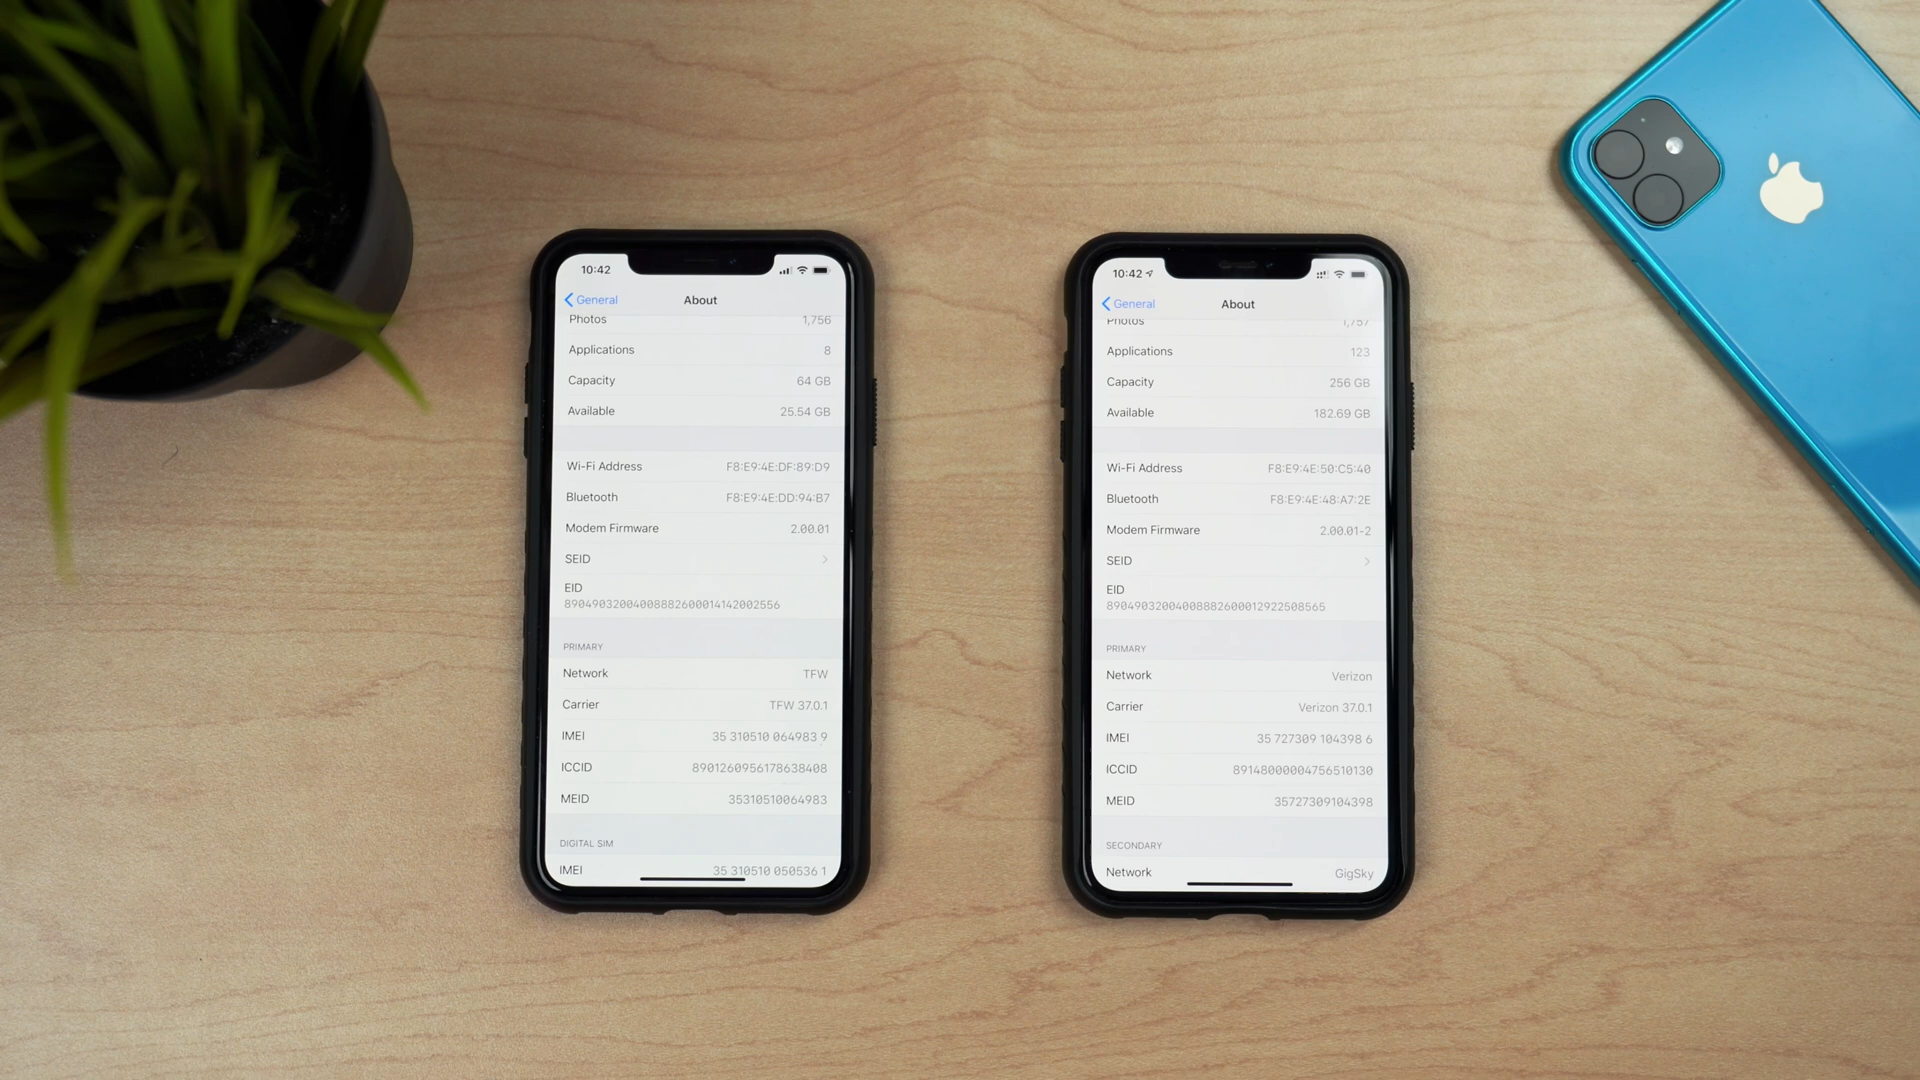 10:42
General
About
Photos 1,756
Applications 8
Capacity 64 GB
Available 25.54 GB
Wi-Fi Address F8:E9:4E:DF:89:D9
Bluetooth F8:E9:4E:DD:94:B7
Modem Firmware 2.00.01
SEID
EID
89049032004008882600014142002556
PRIMARY
Network TFW
Carrier TFW 37.0.1
IMEI 35 310510 064983 9
ICCID 8901260956178638408
MEID 35310510064983
DIGITAL SIM
IMEI 35 310510 050536 1
10:42
General
About
Photos 1,757
Applications 123
Capacity 256 GB
Available 182.69 GB
Wi-Fi Address F8:E9:4E:50:C5:40
Bluetooth F8:E9:4E:48:A7:2E
Modem Firmware 2.00.01-2
SEID
EID
89049032004008882600012922508565
PRIMARY
Network Verizon
Carrier Verizon 37.0.1
IMEI 35 727309 104398 6
ICCID 89148000004756510130
MEID 35727309104398
SECONDARY
Network GigSky